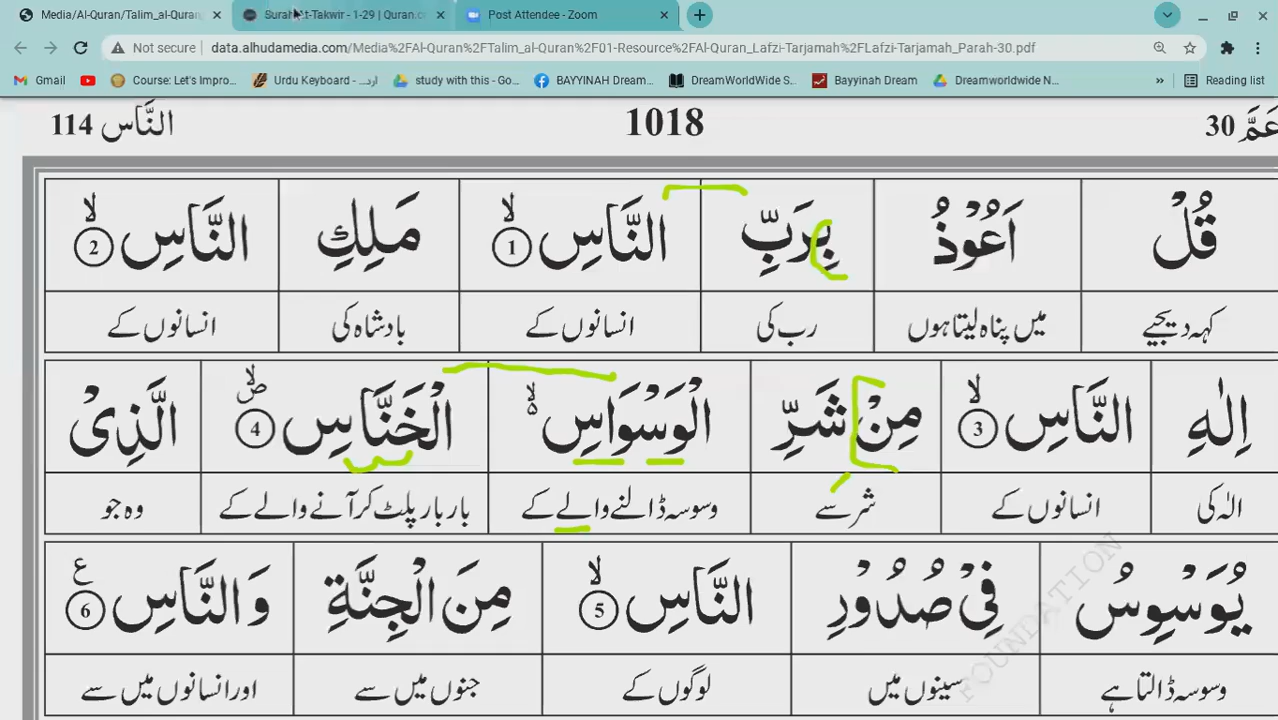 Media/Al-Quran/Talim_al-Quran,
Surah At-Takwir - 1-29 | Quran.co
Post Attendee - Zoom
Not secure
data.alhudamedia.com/Media%2FAl-Quran%2FTalim_al-Quran%2F01-Resource%2FAl-Quran_Lafzi-Tarjamah%2FLafzi-Tarjamah_Parah-30.pdf
Gmail
Course: Let's Impro...
Urdu Keyboard - اردو...
study with this - Go...
BAYYINAH Dream...
DreamWorldWide S...
Bayyinah Dream
Dreamworldwide N...
»
Reading list
عَمَّ 30
1018
النَّاس 114
قُلْ اَعُوْذُ بِرَبِّ النَّاسِ ۙ 1 مَلِكِ النَّاسِ ۙ 2
کہہ دیجیے میں پناہ لیتا ہوں رب کی انسانوں کے بادشاہ کی انسانوں کے
اِلٰهِ النَّاسِ ۙ 3 مِنْ شَرِّ الْوَسْوَاسِ ۙ۬ الْخَنَّاسِ ۪ۙ 4 الَّذِیْ
الٰہ کی انسانوں کے شر سے وسوسہ ڈالنے والے کے بار بار پلٹ کر آنے والے کے وہ جو
یُوَسْوِسُ فِیْ صُدُوْرِ النَّاسِ ۙ 5 مِنَ الْجِنَّةِ وَ النَّاسِ ع 6
وسوسہ ڈالتا ہے سینوں میں لوگوں کے جنوں میں سے اور انسانوں میں سے
FOUNDATION